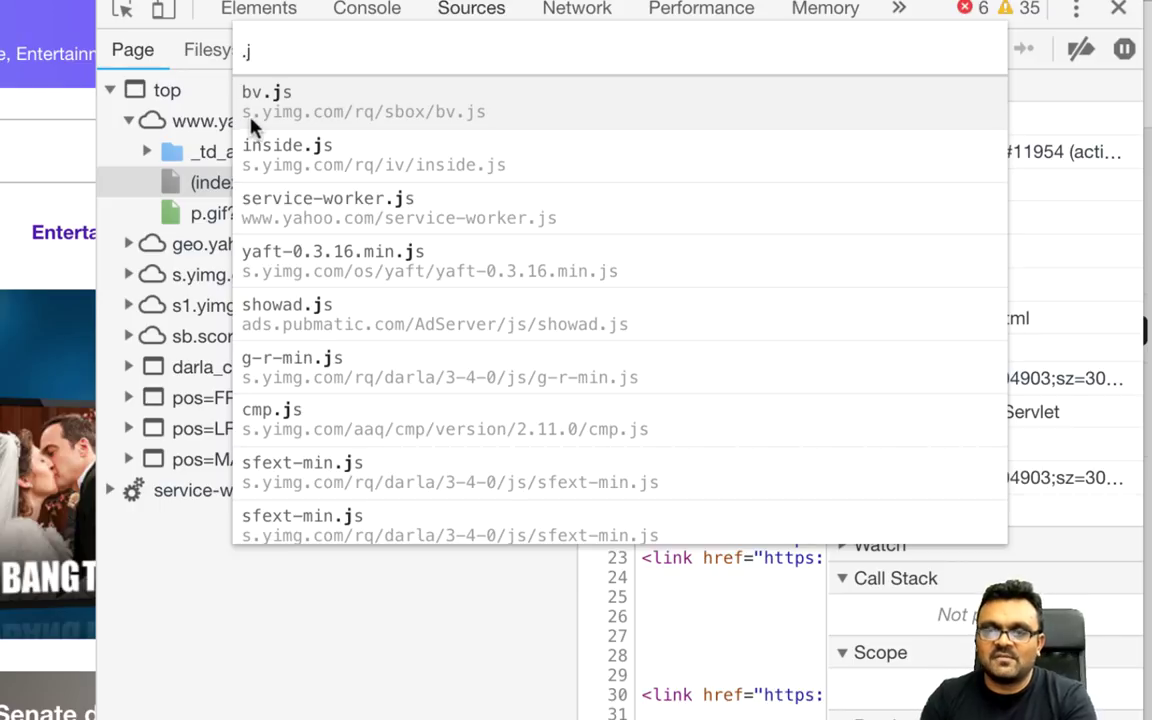 e, Entertainn
Entertа
BANG T
Senate d
Elements Console Sources Network Performance Memory » 6 35
Page Filesy
.j
bv.js
s.yimg.com/rq/sbox/bv.js
inside.js
s.yimg.com/rq/iv/inside.js
service-worker.js
www.yahoo.com/service-worker.js
yaft-0.3.16.min.js
s.yimg.com/os/yaft/yaft-0.3.16.min.js
showad.js
ads.pubmatic.com/AdServer/js/showad.js
g-r-min.js
s.yimg.com/rq/darla/3-4-0/js/g-r-min.js
cmp.js
s.yimg.com/aaq/cmp/version/2.11.0/cmp.js
sfext-min.js
s.yimg.com/rq/darla/3-4-0/js/sfext-min.js
sfext-min.js
s.yimg.com/rq/darla/3-4-0/js/sfext-min.js
top
www.ya
_td_a
(inde
p.gif?
geo.yah
s.yimg.
s1.yimg
sb.scor
darla_c
pos=FF
pos=LF
pos=MA
service-w
#11954 (acti...
tml
04903;sz=30...
Servlet
04903;sz=30...
23 <link href="https:
24
25
26
27
28
29
30 <link href="https:
31
Watch
Call Stack
Not p
Scope